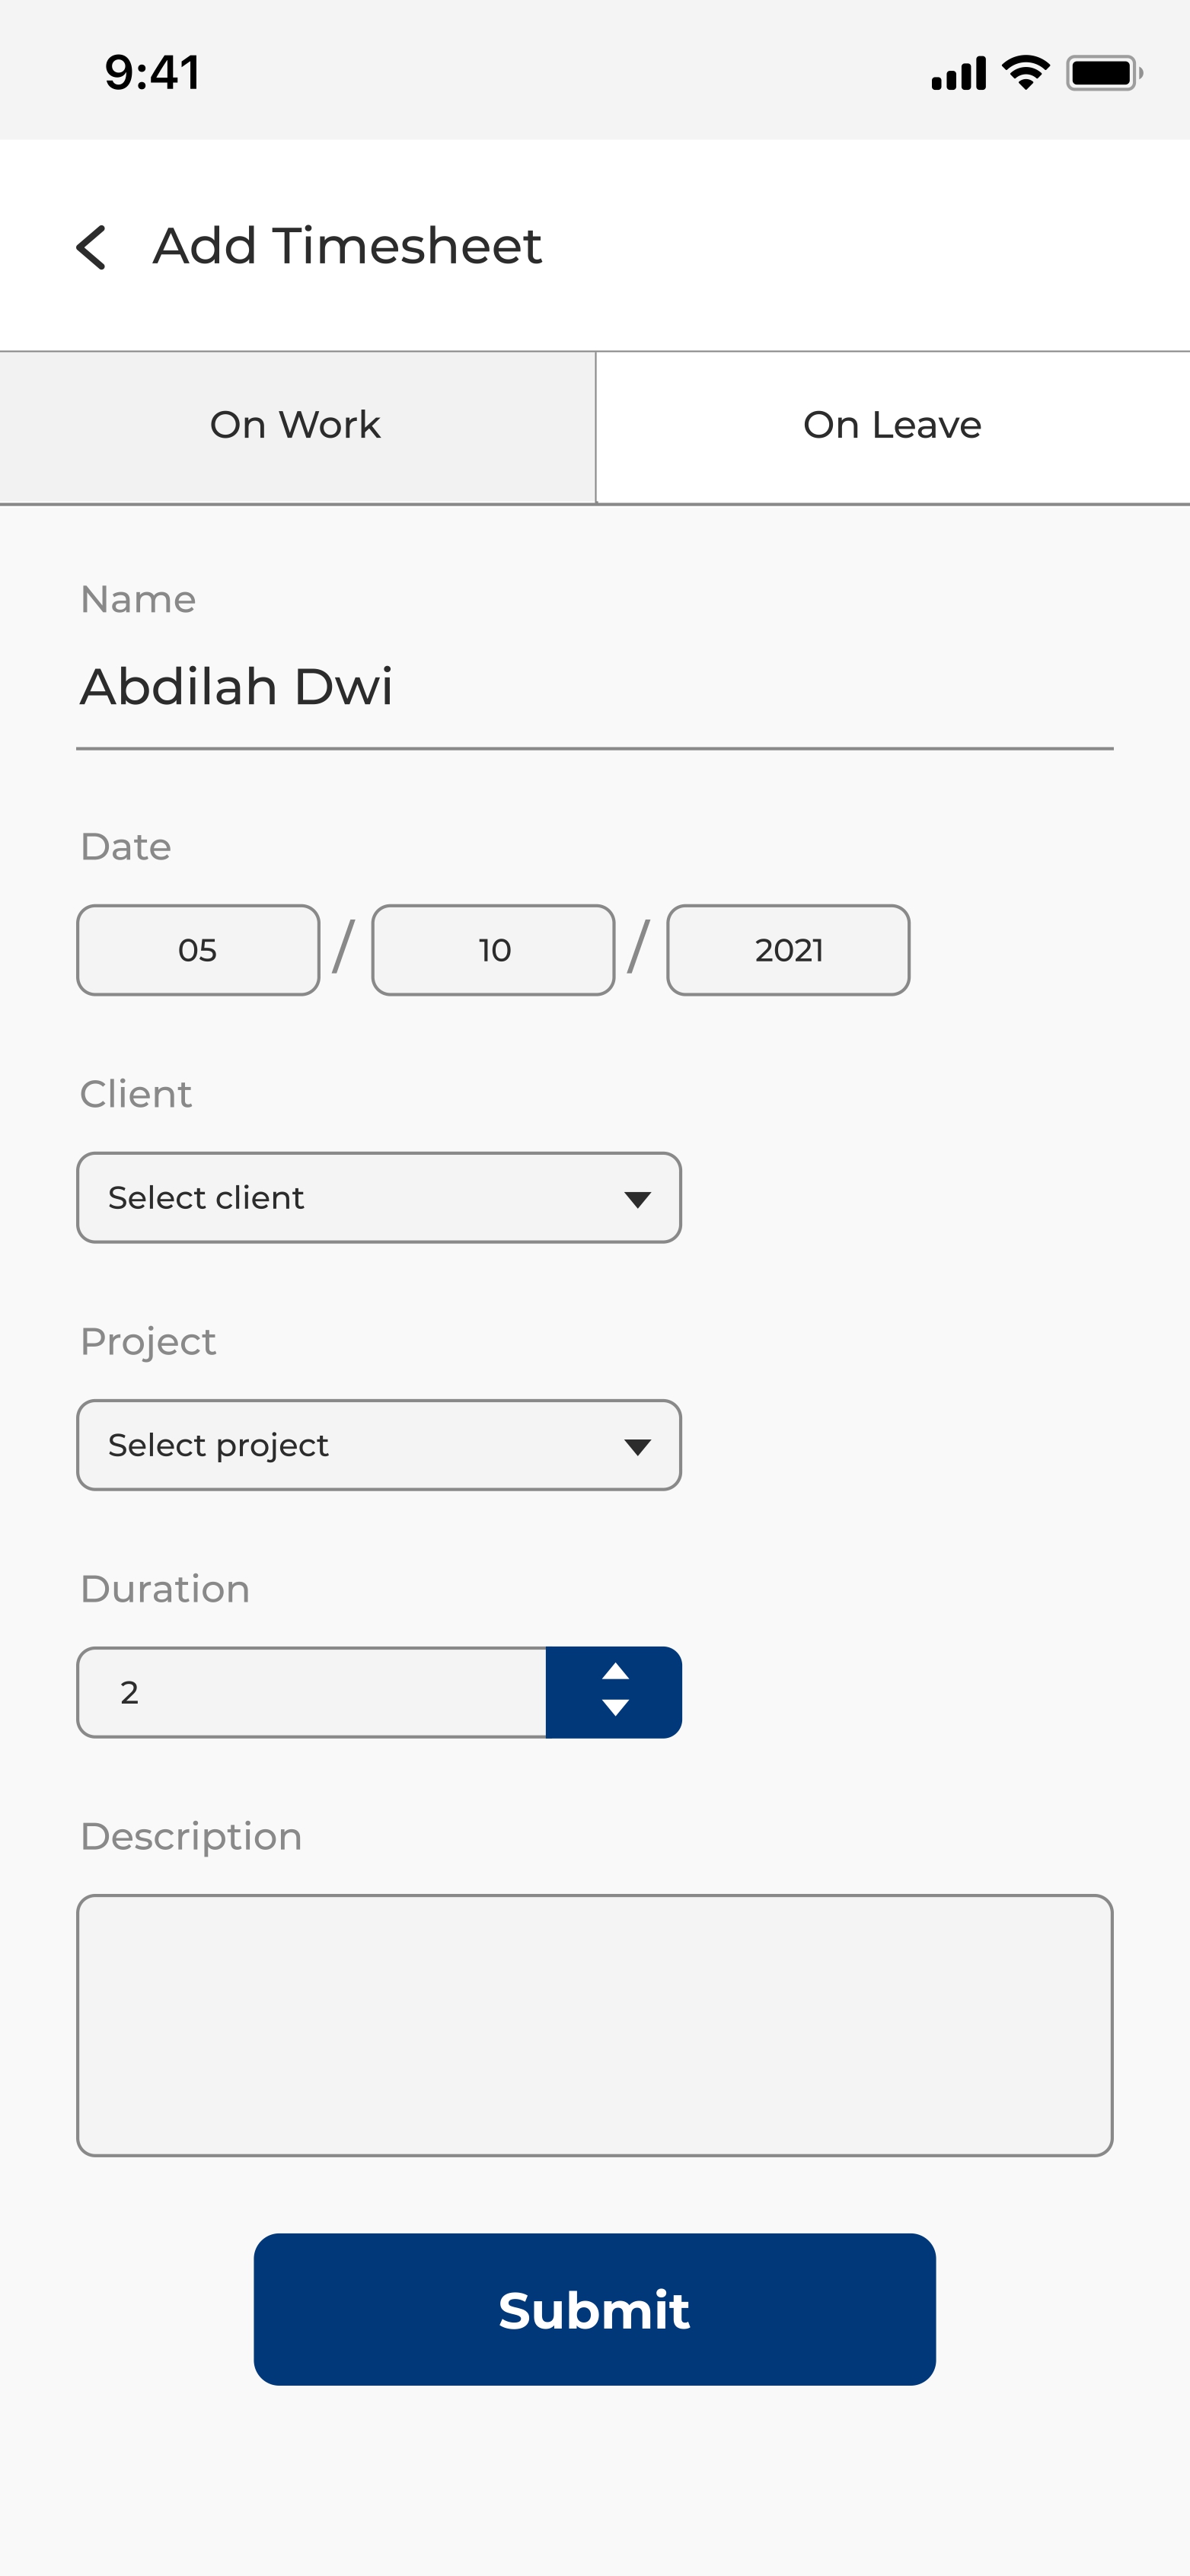 9:41
Add Timesheet
On Work On Leave
Name
Abdilah Dwi
Date
05 / 10 / 2021
Client
Select client
Project
Select project
Duration
2
Description
Submit